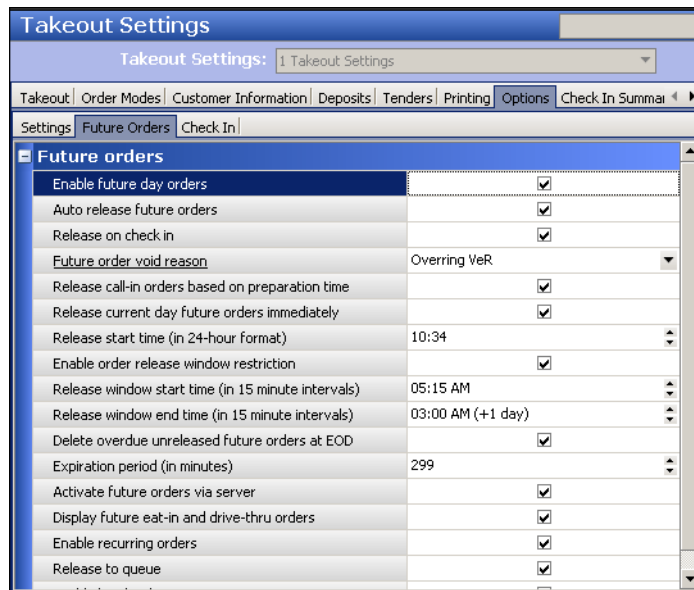 Takeout Settings
Takeout Settings: 1 Takeout Settings
Takeout Order Modes Customer Information Deposits Tenders Printing Options Check In Summar
Settings Future Orders Check In
Future orders
Enable future day orders
Auto release future orders
Release on check in
Future order void reason Overring VeR
Release call-in orders based on preparation time
Release current day future orders immediately
Release start time (in 24-hour format) 10:34
Enable order release window restriction
Release window start time (in 15 minute intervals) 05:15 AM
Release window end time (in 15 minute intervals) 03:00 AM (+1 day)
Delete overdue unreleased future orders at EOD
Expiration period (in minutes) 299
Activate future orders via server
Display future eat-in and drive-thru orders
Enable recurring orders
Release to queue